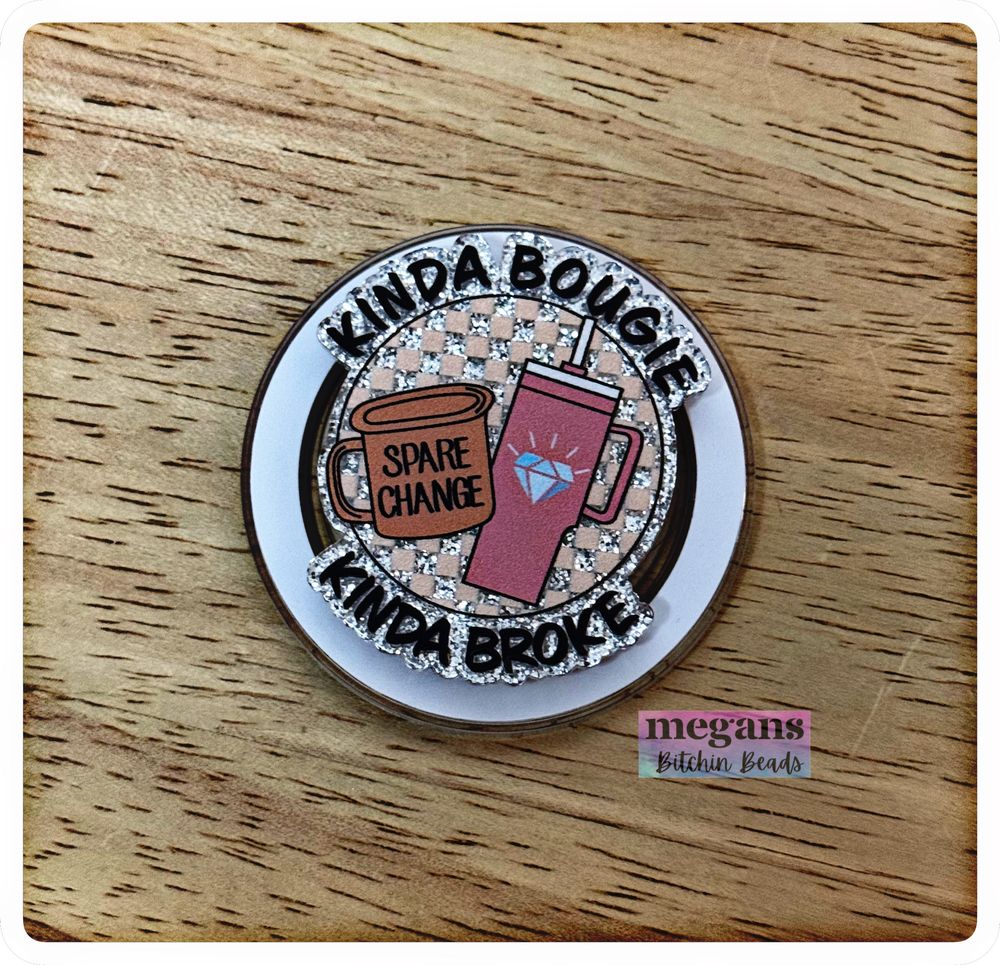 KINDA BOUGIE
SPARE
CHANGE
KINDA BROKE
megans
Bitchin Beads